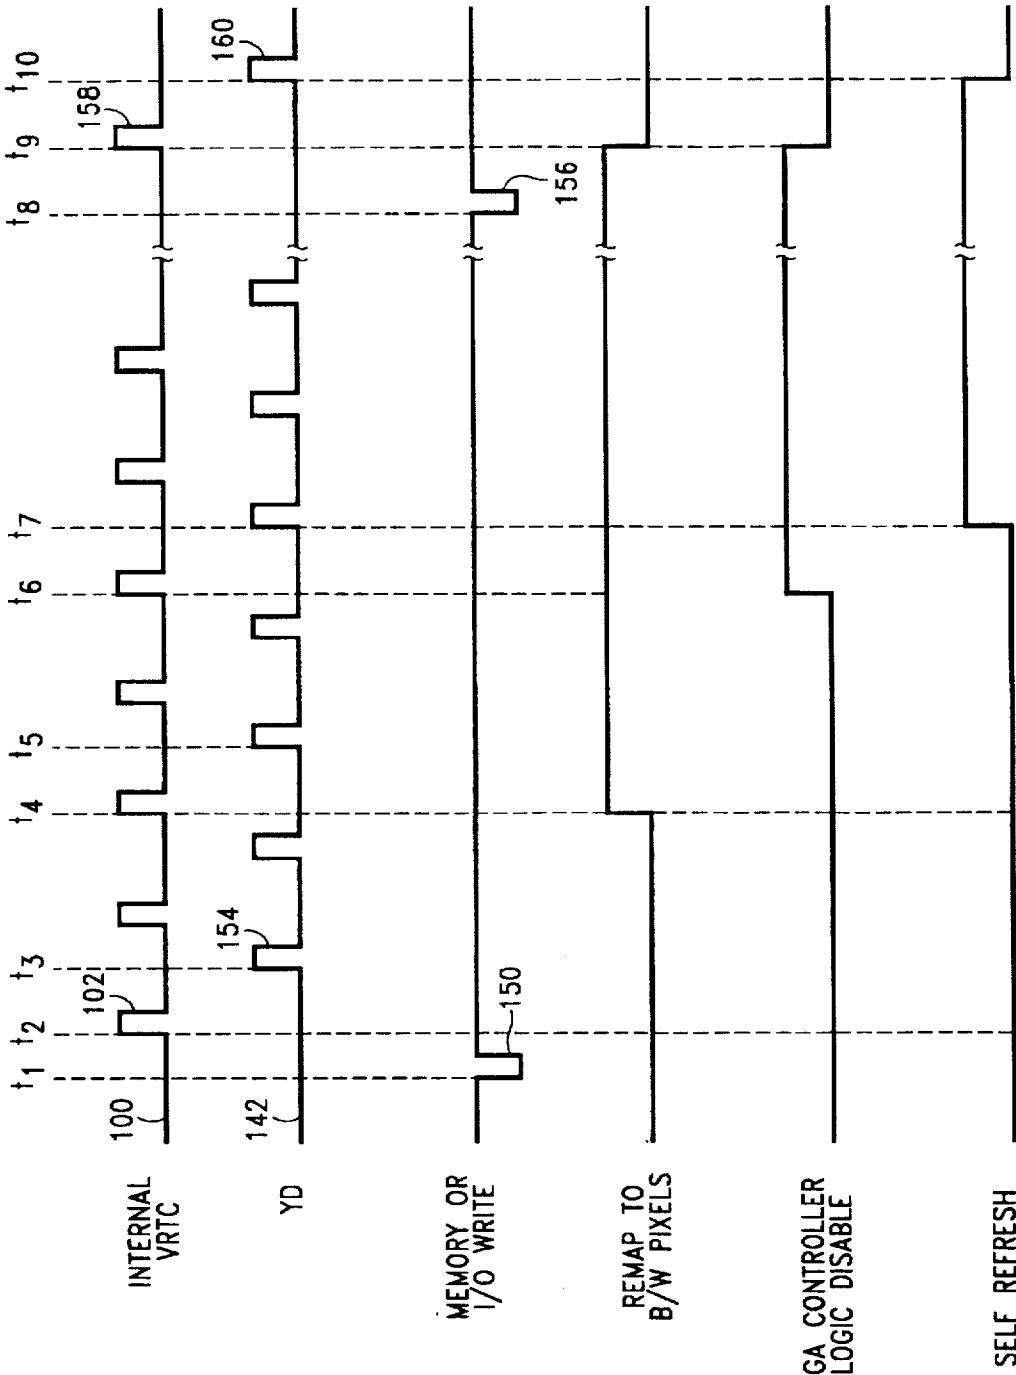 t1 t2 t3 t4 t5 t6 t7 t8 t9 t10
INTERNAL
VRTC
100
102
158
YD
142
154
160
MEMORY OR
I/O WRITE
150
156
REMAP TO
B/W PIXELS
GA CONTROLLER
LOGIC DISABLE
SELF REFRESH